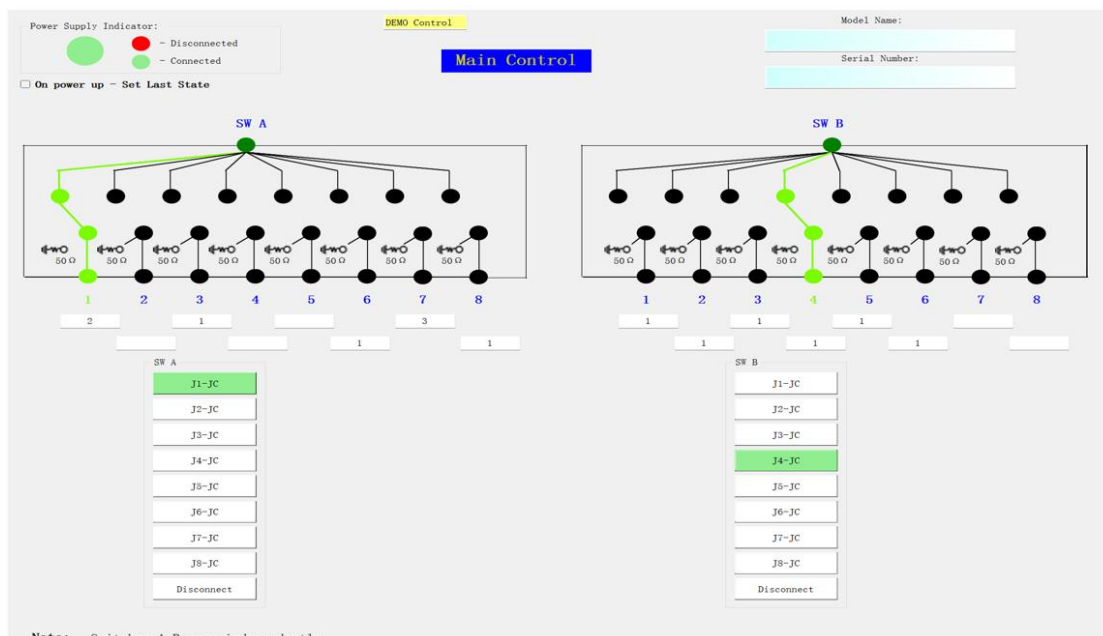 Power Supply Indicator:
- Disconnected
- Connected
On power up - Set Last State
DEMO Control
Main Control
Model Name:
Serial Number:
SW A
50 Ω 50 Ω 50 Ω 50 Ω 50 Ω 50 Ω 50 Ω 50 Ω
1 2 3 4 5 6 7 8
2 1 3
1 1
SW A
J1-JC
J2-JC
J3-JC
J4-JC
J5-JC
J6-JC
J7-JC
J8-JC
Disconnect
SW B
50 Ω 50 Ω 50 Ω 50 Ω 50 Ω 50 Ω 50 Ω 50 Ω
1 2 3 4 5 6 7 8
1 1 1
1 1 1
SW B
J1-JC
J2-JC
J3-JC
J4-JC
J5-JC
J6-JC
J7-JC
J8-JC
Disconnect